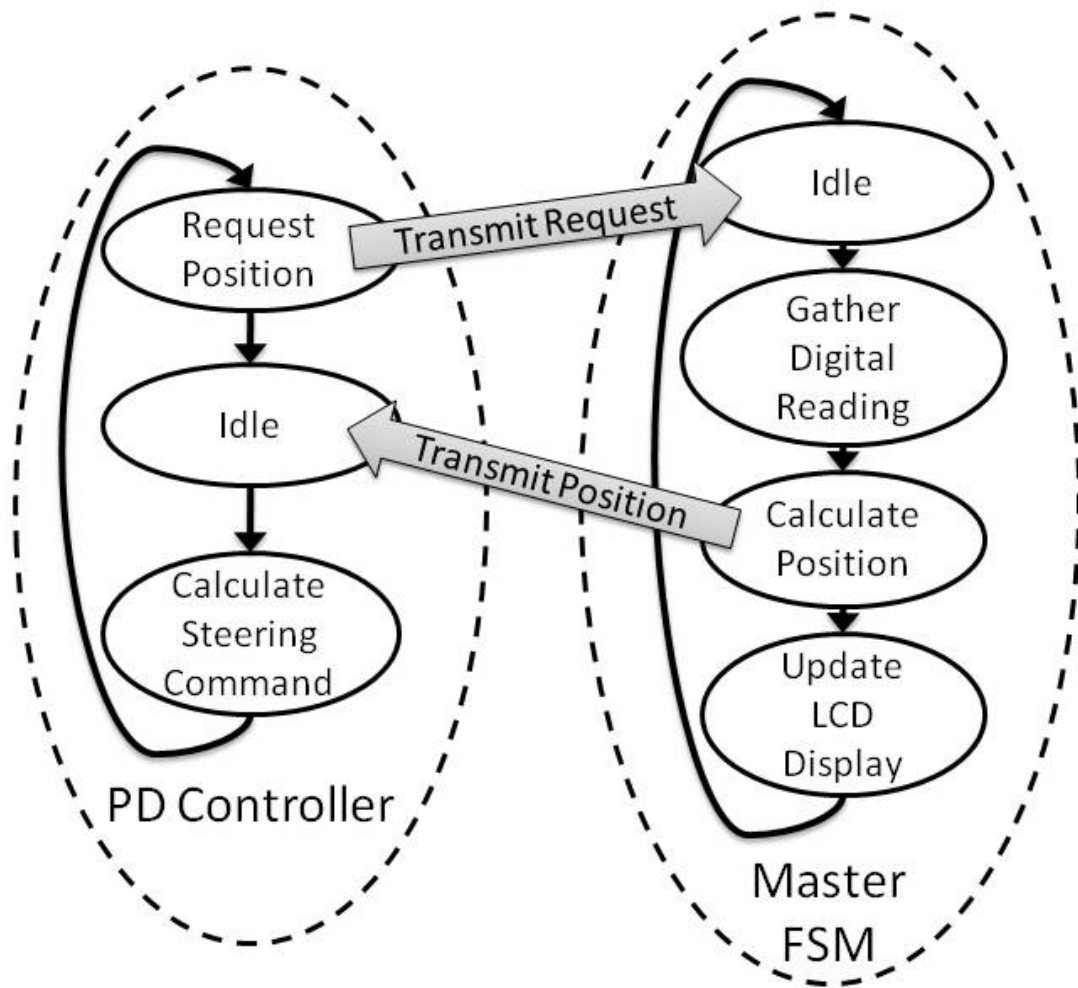 Request
Position
Idle
Calculate
Steering
Command
PD Controller
Transmit Request
Transmit Position
Idle
Gather
Digital
Reading
Calculate
Position
Update
LCD
Display
Master
FSM